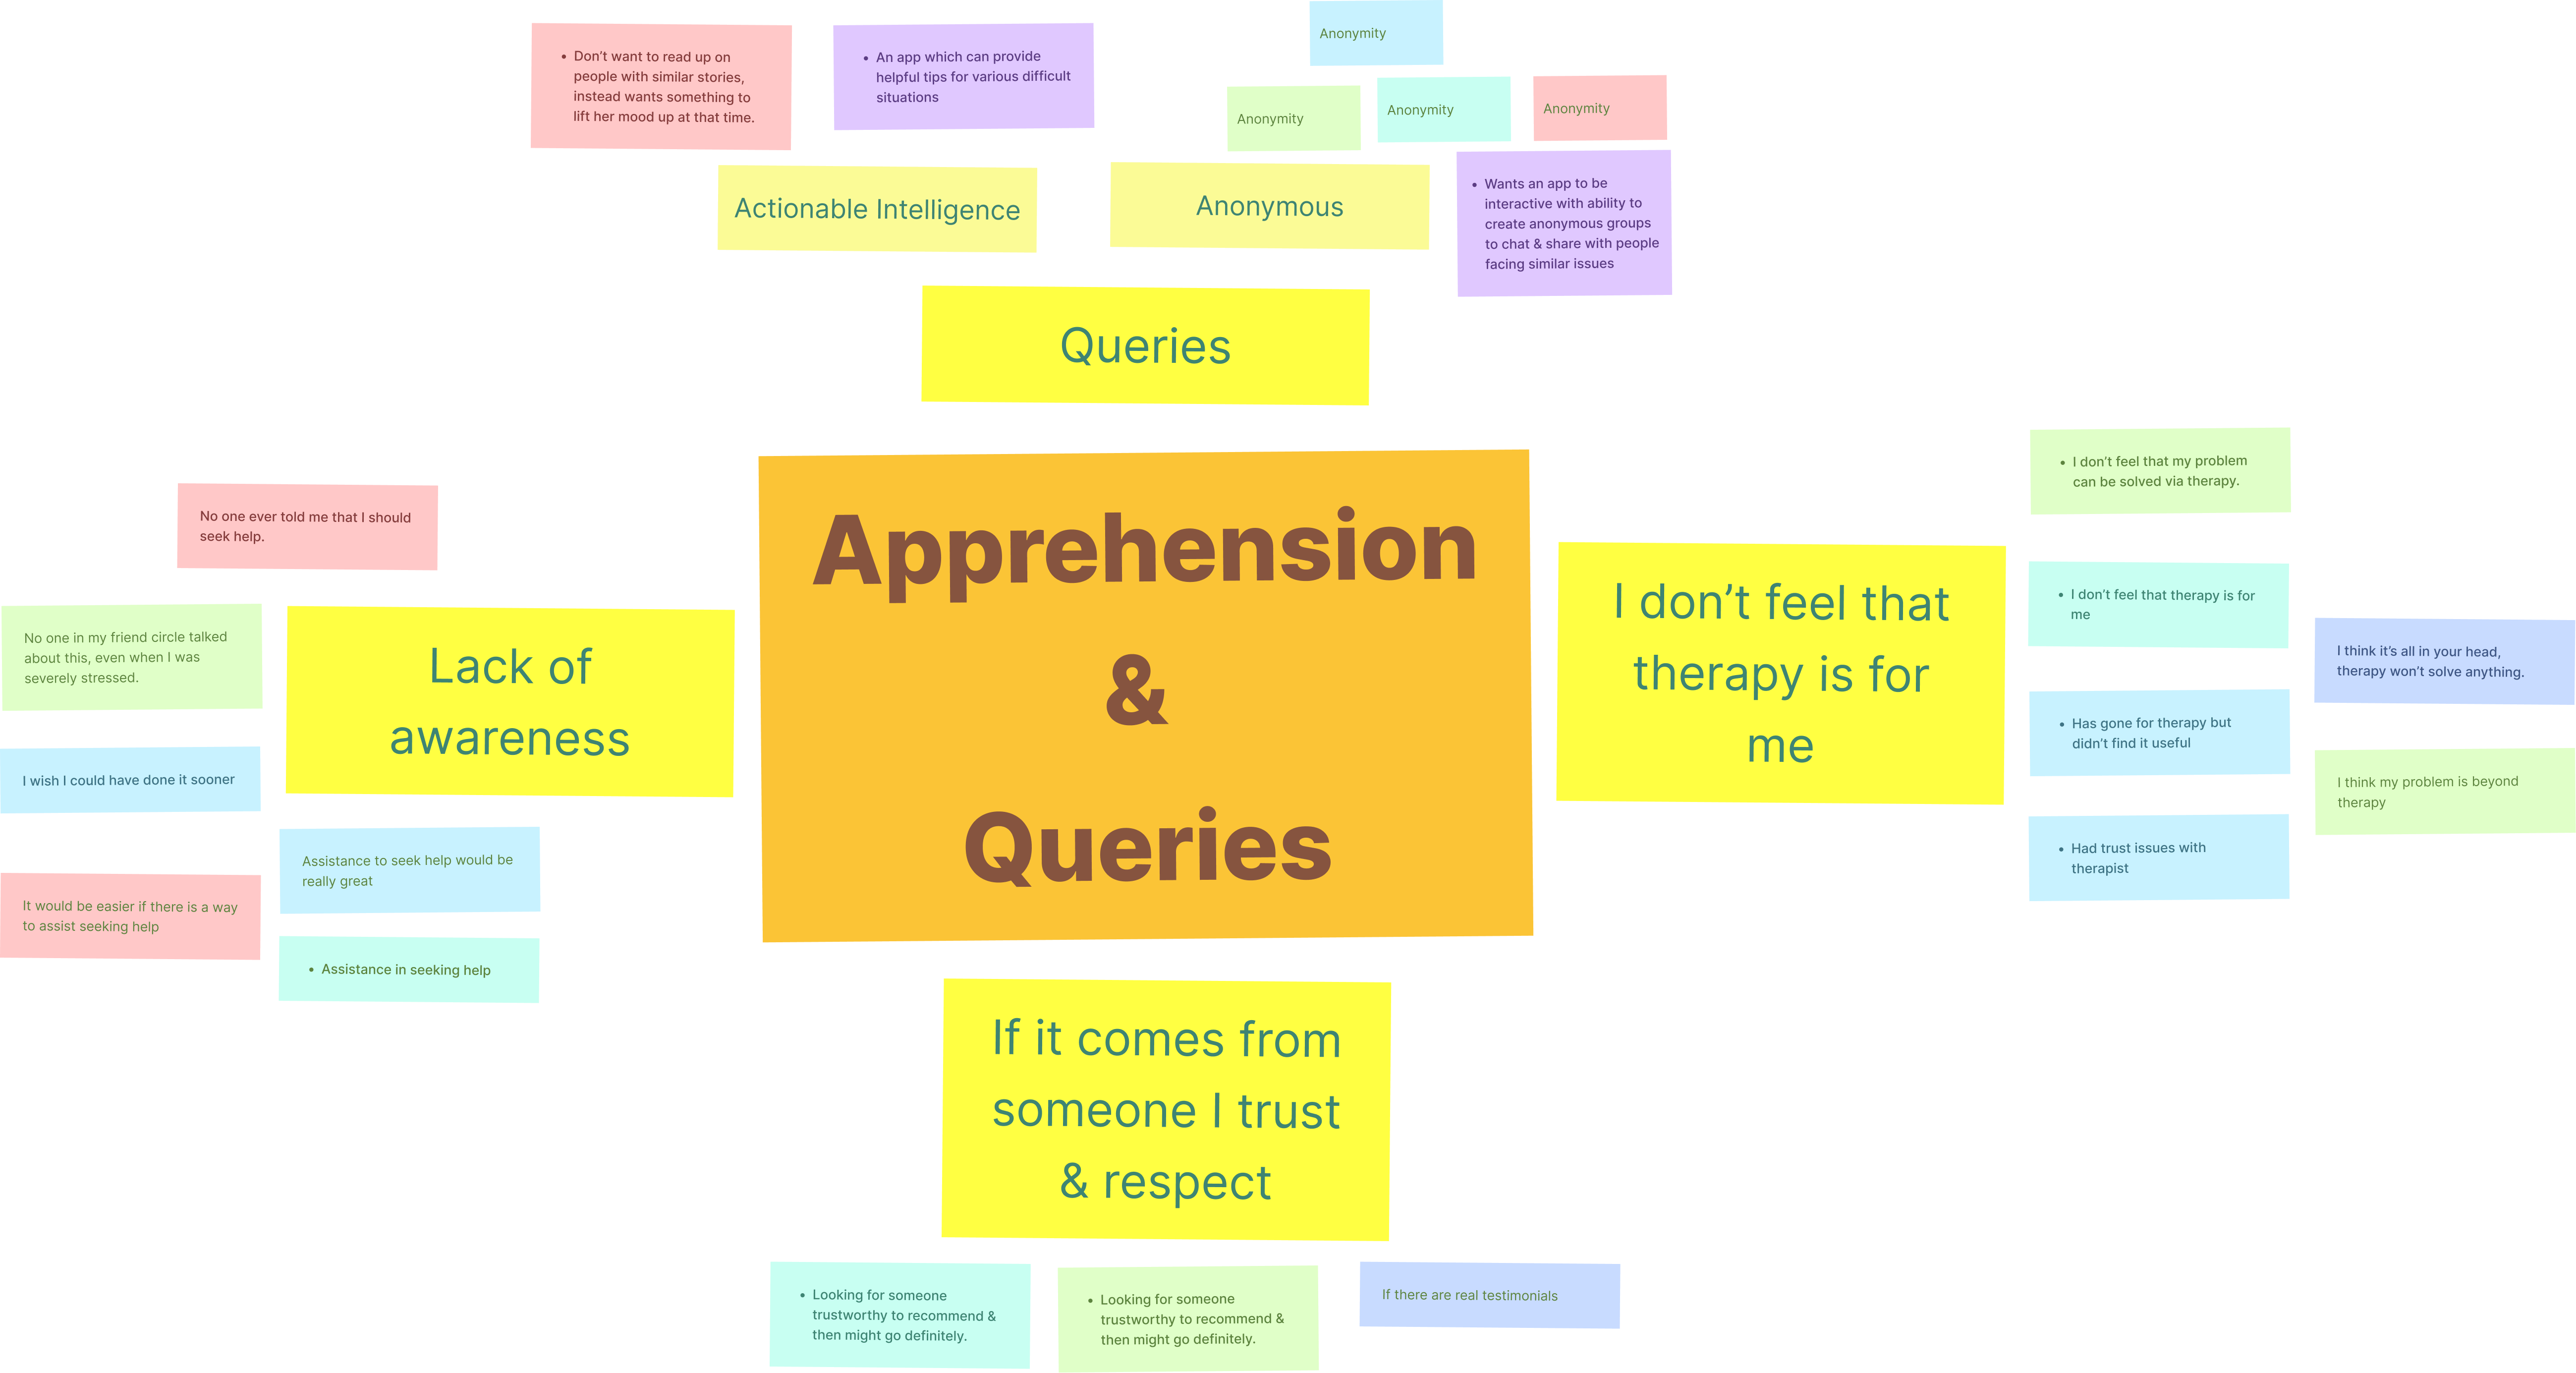 • Don’t want to read up on
people with similar stories,
instead wants something to
lift her mood up at that time.
• An app which can provide
helpful tips for various difficult
situations
Anonymity
Anonymity
Anonymity
Anonymity
Actionable Intelligence
Anonymous
• Wants an app to be
interactive with ability to
create anonymous groups
to chat & share with people
facing similar issues
Queries
Apprehension
&
Queries
No one ever told me that I should
seek help.
No one in my friend circle talked
about this, even when I was
severely stressed.
Lack of
awareness
I wish I could have done it sooner
Assistance to seek help would be
really great
It would be easier if there is a way
to assist seeking help
• Assistance in seeking help
I don’t feel that
therapy is for
me
• I don’t feel that my problem
can be solved via therapy.
• I don’t feel that therapy is for
me
I think it’s all in your head,
therapy won’t solve anything.
• Has gone for therapy but
didn’t find it useful
I think my problem is beyond
therapy
• Had trust issues with
therapist
If it comes from
someone I trust
& respect
• Looking for someone
trustworthy to recommend &
then might go definitely.
• Looking for someone
trustworthy to recommend &
then might go definitely.
If there are real testimonials